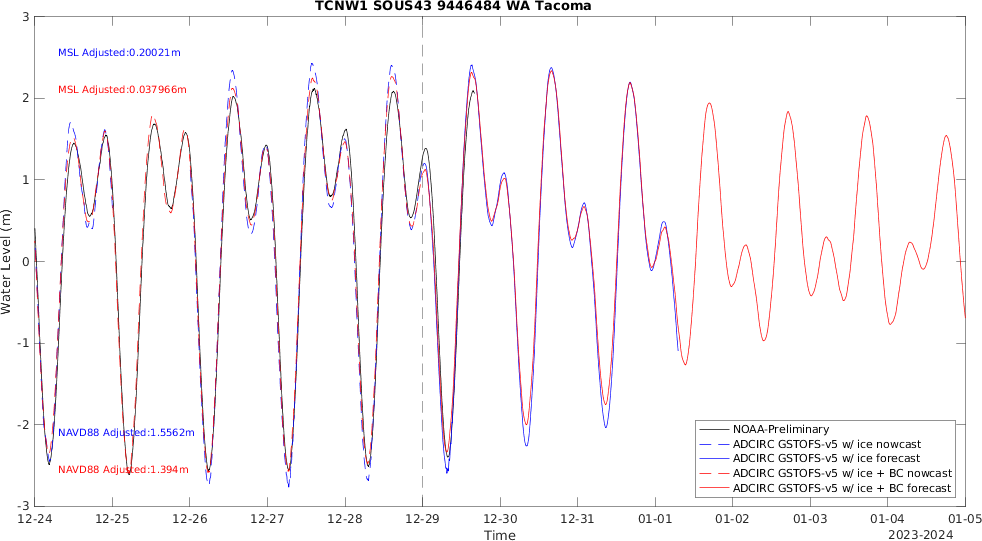 TCNW1 SOUS43 9446484 WA Tacoma
3
2
1
0
-1
-2
-3
Water Level (m)
MSL Adjusted:0.20021m
MSL Adjusted:0.037966m
NAVD88 Adjusted:1.5562m
NAVD88 Adjusted:1.394m
NOAA-Preliminary
ADCIRC GSTOFS-v5 w/ ice nowcast
ADCIRC GSTOFS-v5 w/ ice forecast
ADCIRC GSTOFS-v5 w/ ice + BC nowcast
ADCIRC GSTOFS-v5 w/ ice + BC forecast
12-24 12-25 12-26 12-27 12-28 12-29 12-30 12-31 01-01 01-02 01-03 01-04 01-05
Time
2023-2024